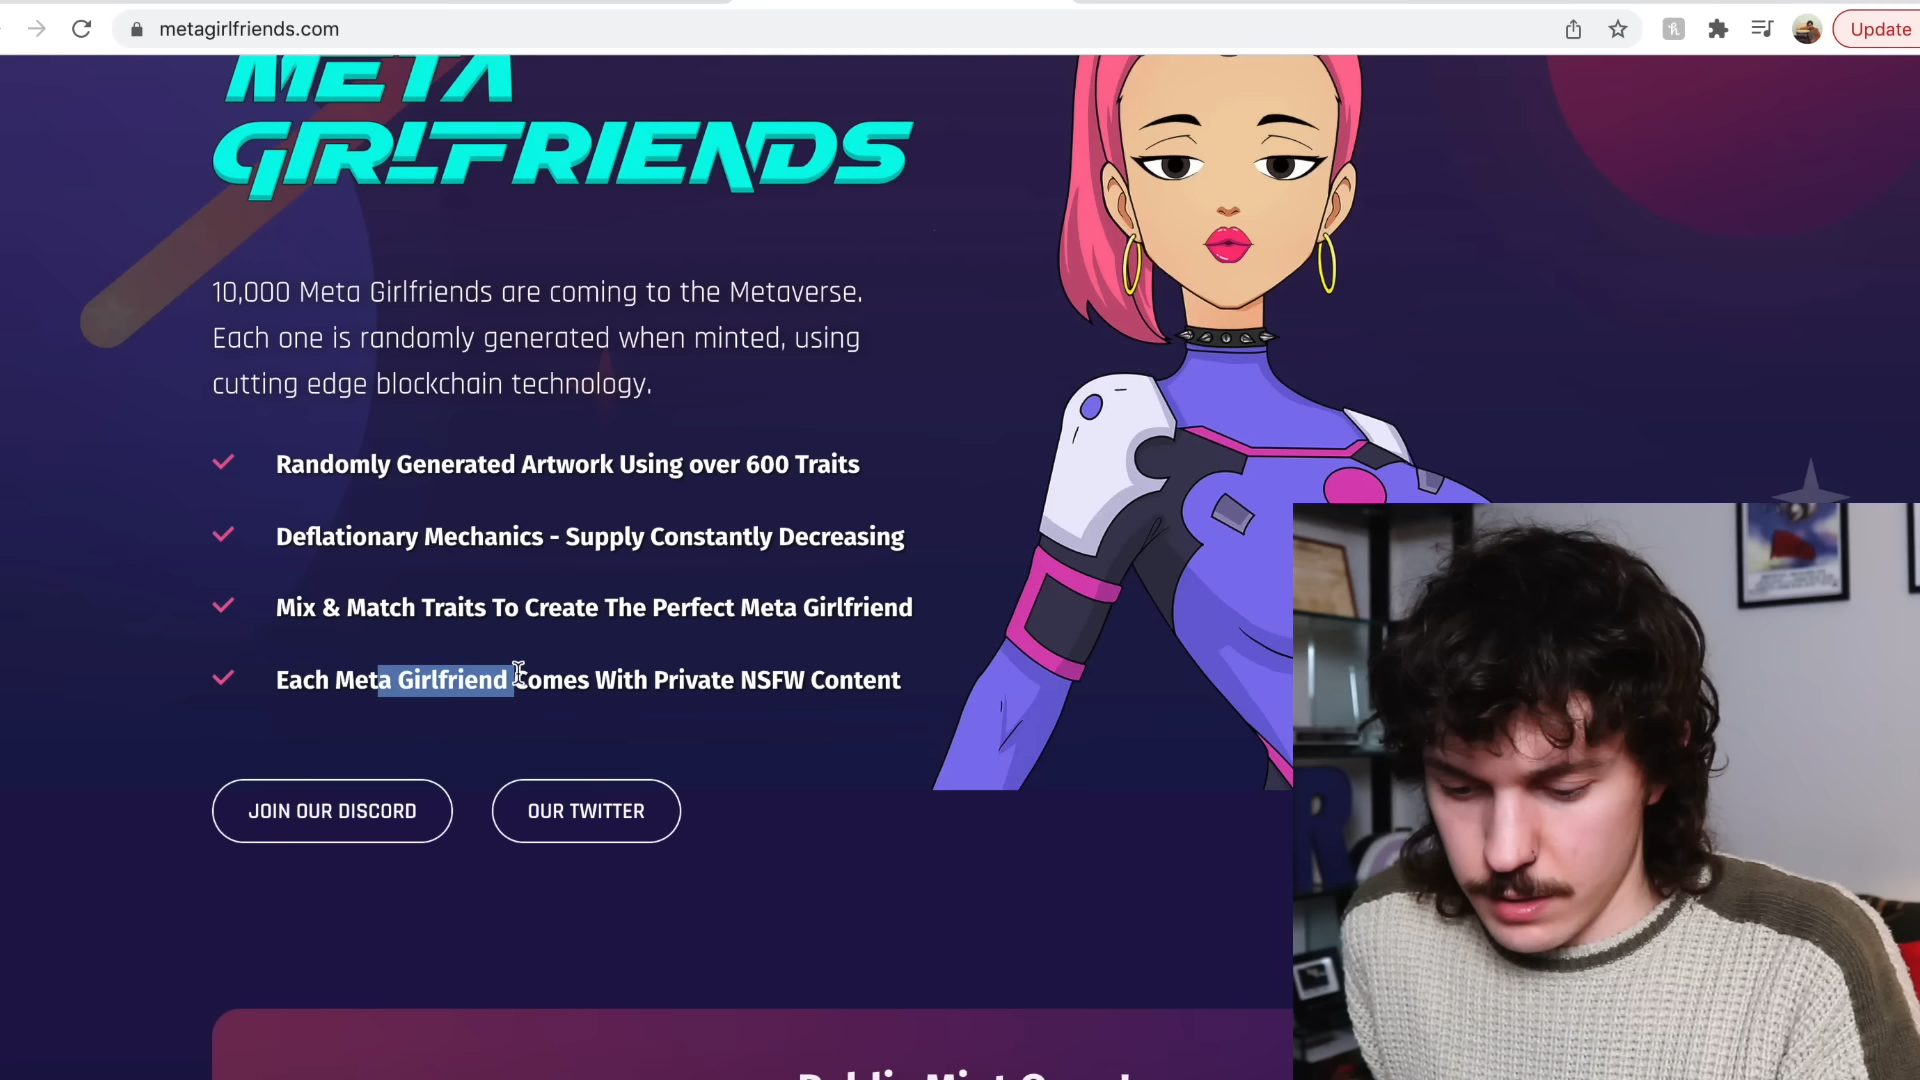 metagirlfriends.com
Update
META
GIRLFRIENDS
10,000 Meta Girlfriends are coming to the Metaverse.
Each one is randomly generated when minted, using
cutting edge blockchain technology.
Randomly Generated Artwork Using over 600 Traits
Deflationary Mechanics - Supply Constantly Decreasing
Mix & Match Traits To Create The Perfect Meta Girlfriend
Each Meta Girlfriend Comes With Private NSFW Content
JOIN OUR DISCORD
OUR TWITTER